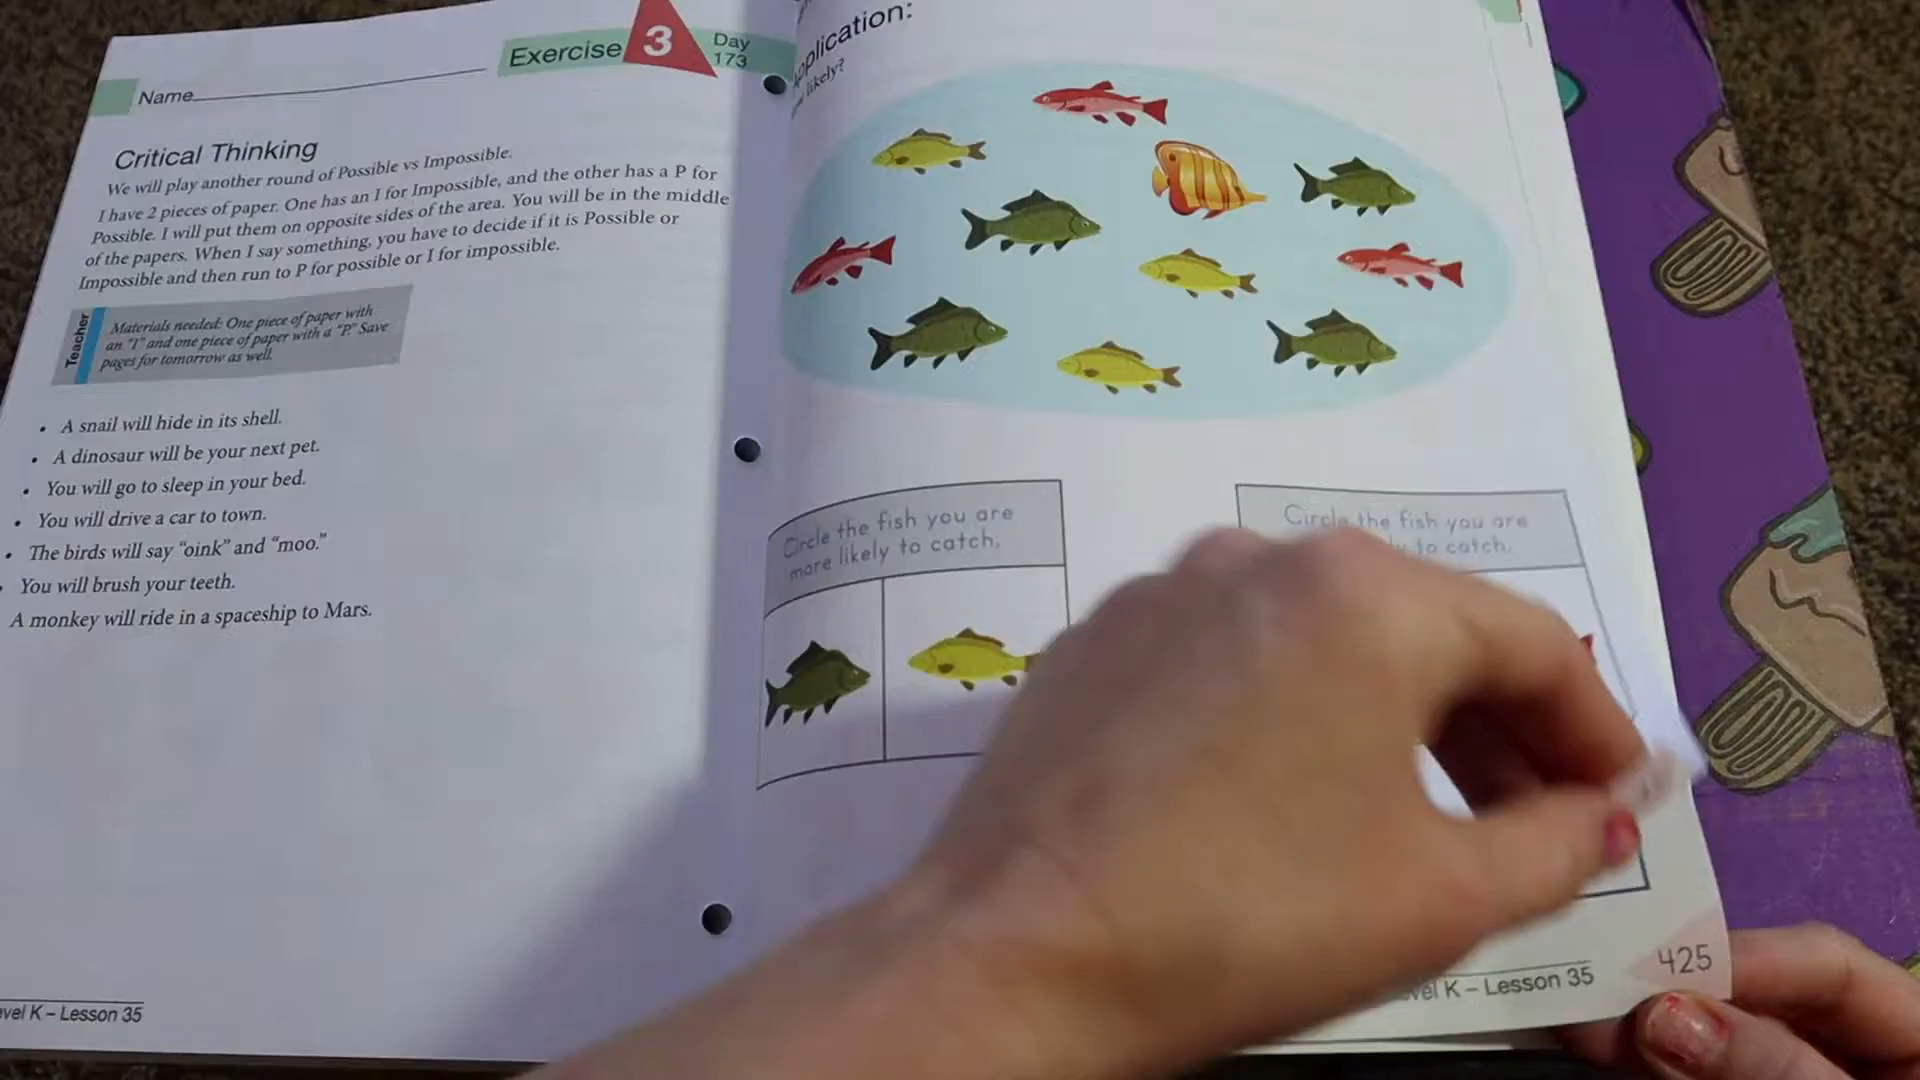 Exercise 3 Day 173
Name
Critical Thinking
We will play another round of Possible vs Impossible.
I have 2 pieces of paper. One has an I for Impossible, and the other has a P for
Possible. I will put them on opposite sides of the area. You will be in the middle
of the papers. When I say something, you have to decide if it is Possible or
Impossible and then run to P for possible or I for impossible.
Teacher
Materials needed: One piece of paper with
an "I" and one piece of paper with a "P." Save
pages for tomorrow as well.
• A snail will hide in its shell.
• A dinosaur will be your next pet.
• You will go to sleep in your bed.
• You will drive a car to town.
• The birds will say “oink” and “moo.”
• You will brush your teeth.
A monkey will ride in a spaceship to Mars.
evel K – Lesson 35
pplication:
likely?
Circle the fish you are
more likely to catch.
Circle the fish you are
to catch.
vel K – Lesson 35
425